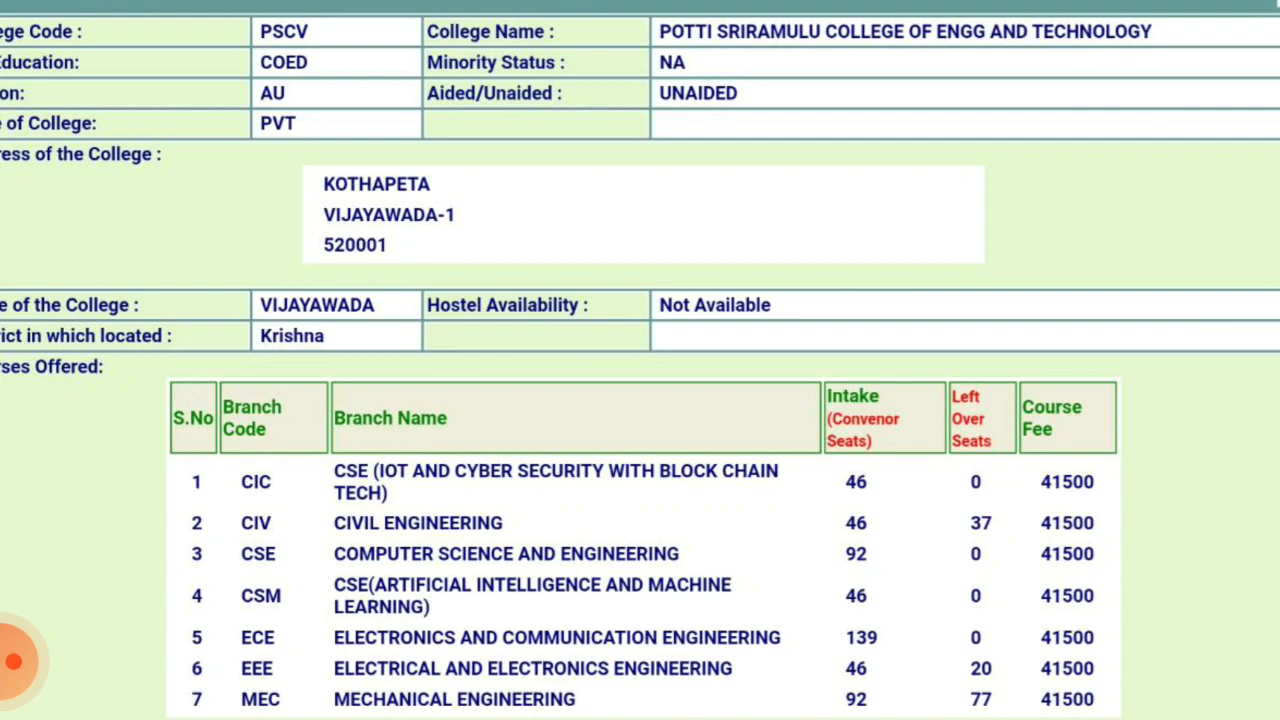 ege Code : PSCV College Name : POTTI SRIRAMULU COLLEGE OF ENGG AND TECHNOLOGY
Education: COED Minority Status : NA
on: AU Aided/Unaided : UNAIDED
of College: PVT
ress of the College :
KOTHAPETA
VIJAYAWADA-1
520001
e of the College : VIJAYAWADA Hostel Availability : Not Available
ict in which located : Krishna
rses Offered:
S.No Branch Code Branch Name Intake (Convenor Seats) Left Over Seats Course Fee
1 CIC CSE (IOT AND CYBER SECURITY WITH BLOCK CHAIN TECH) 46 0 41500
2 CIV CIVIL ENGINEERING 46 37 41500
3 CSE COMPUTER SCIENCE AND ENGINEERING 92 0 41500
4 CSM CSE(ARTIFICIAL INTELLIGENCE AND MACHINE LEARNING) 46 0 41500
5 ECE ELECTRONICS AND COMMUNICATION ENGINEERING 139 0 41500
6 EEE ELECTRICAL AND ELECTRONICS ENGINEERING 46 20 41500
7 MEC MECHANICAL ENGINEERING 92 77 41500